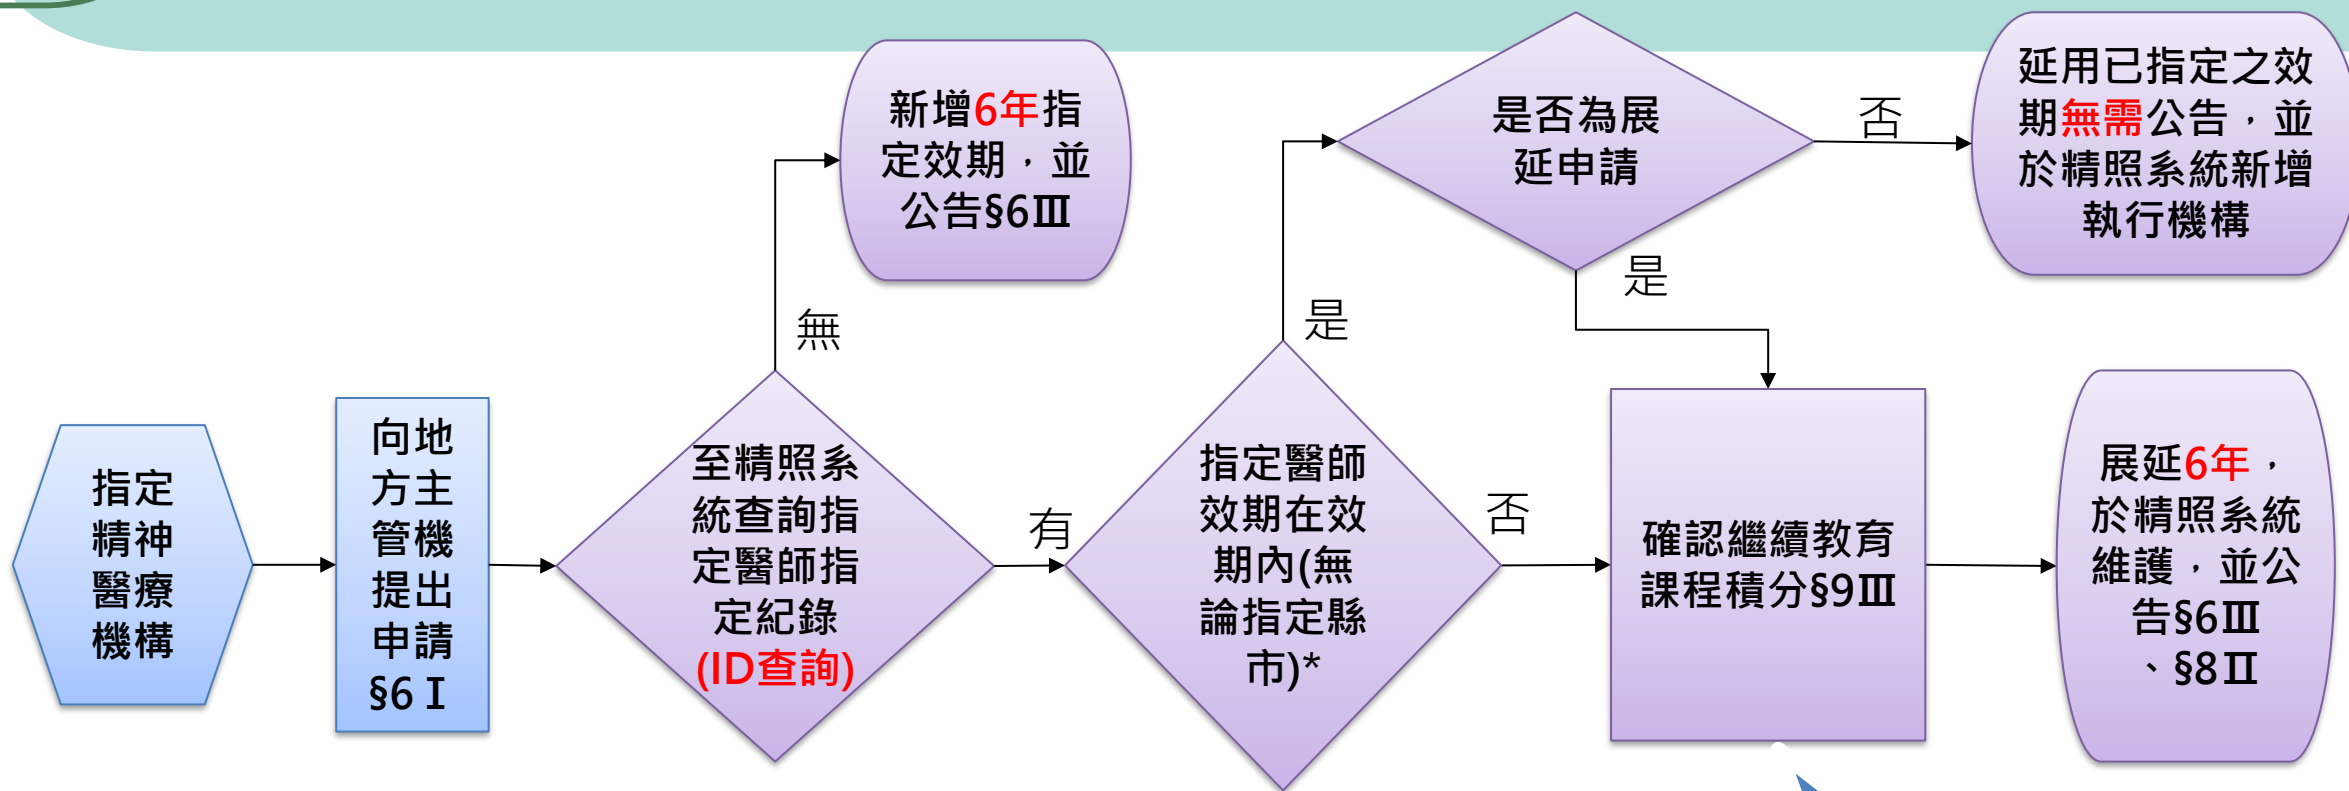 指定
精神
醫療
機構
向地
方主
管機
提出
申請
§6Ⅰ
至精照系
統查詢指
定醫師指
定紀錄
(ID查詢)
無
新增6年指
定效期，並
公告§6Ⅲ
有
指定醫師
效期在效
期內(無
論指定縣
市)*
是
是否為展
延申請
否
延用已指定之效
期無需公告，並
於精照系統新增
執行機構
是
否
確認繼續教育
課程積分§9Ⅲ
展延6年，
於精照系統
維護，並公
告§6Ⅲ
、§8Ⅱ